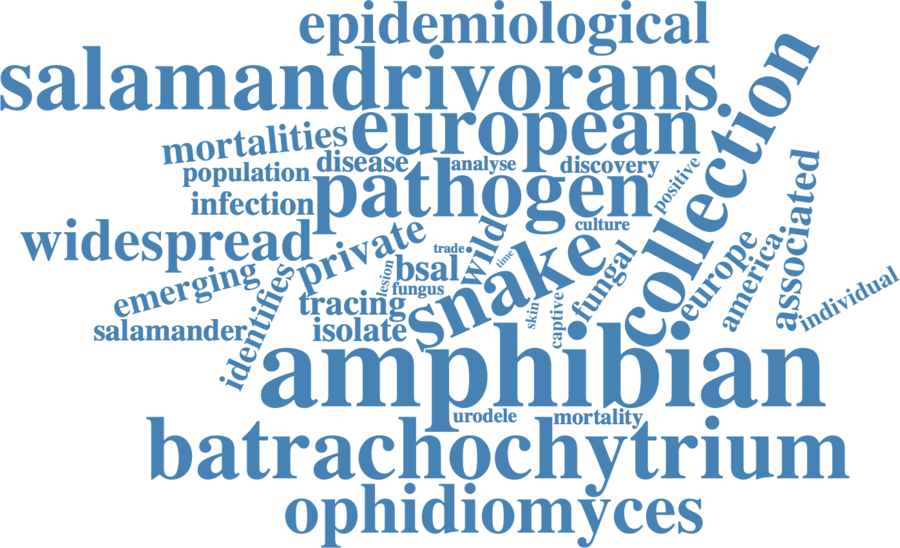 epidemiological
salamandrivorans
collection
european
mortalities
disease
analyse
discovery
population
positive
pathogen
associated
infection
culture
widespread
private
wild
trade
time
snake
fungal
europe
america
individual
emerging
identifies
lesion
bsal
fungus
tracing
skin
captive
salamander
isolate
amphibian
urodele
mortality
batrachochytrium
ophidiomyces